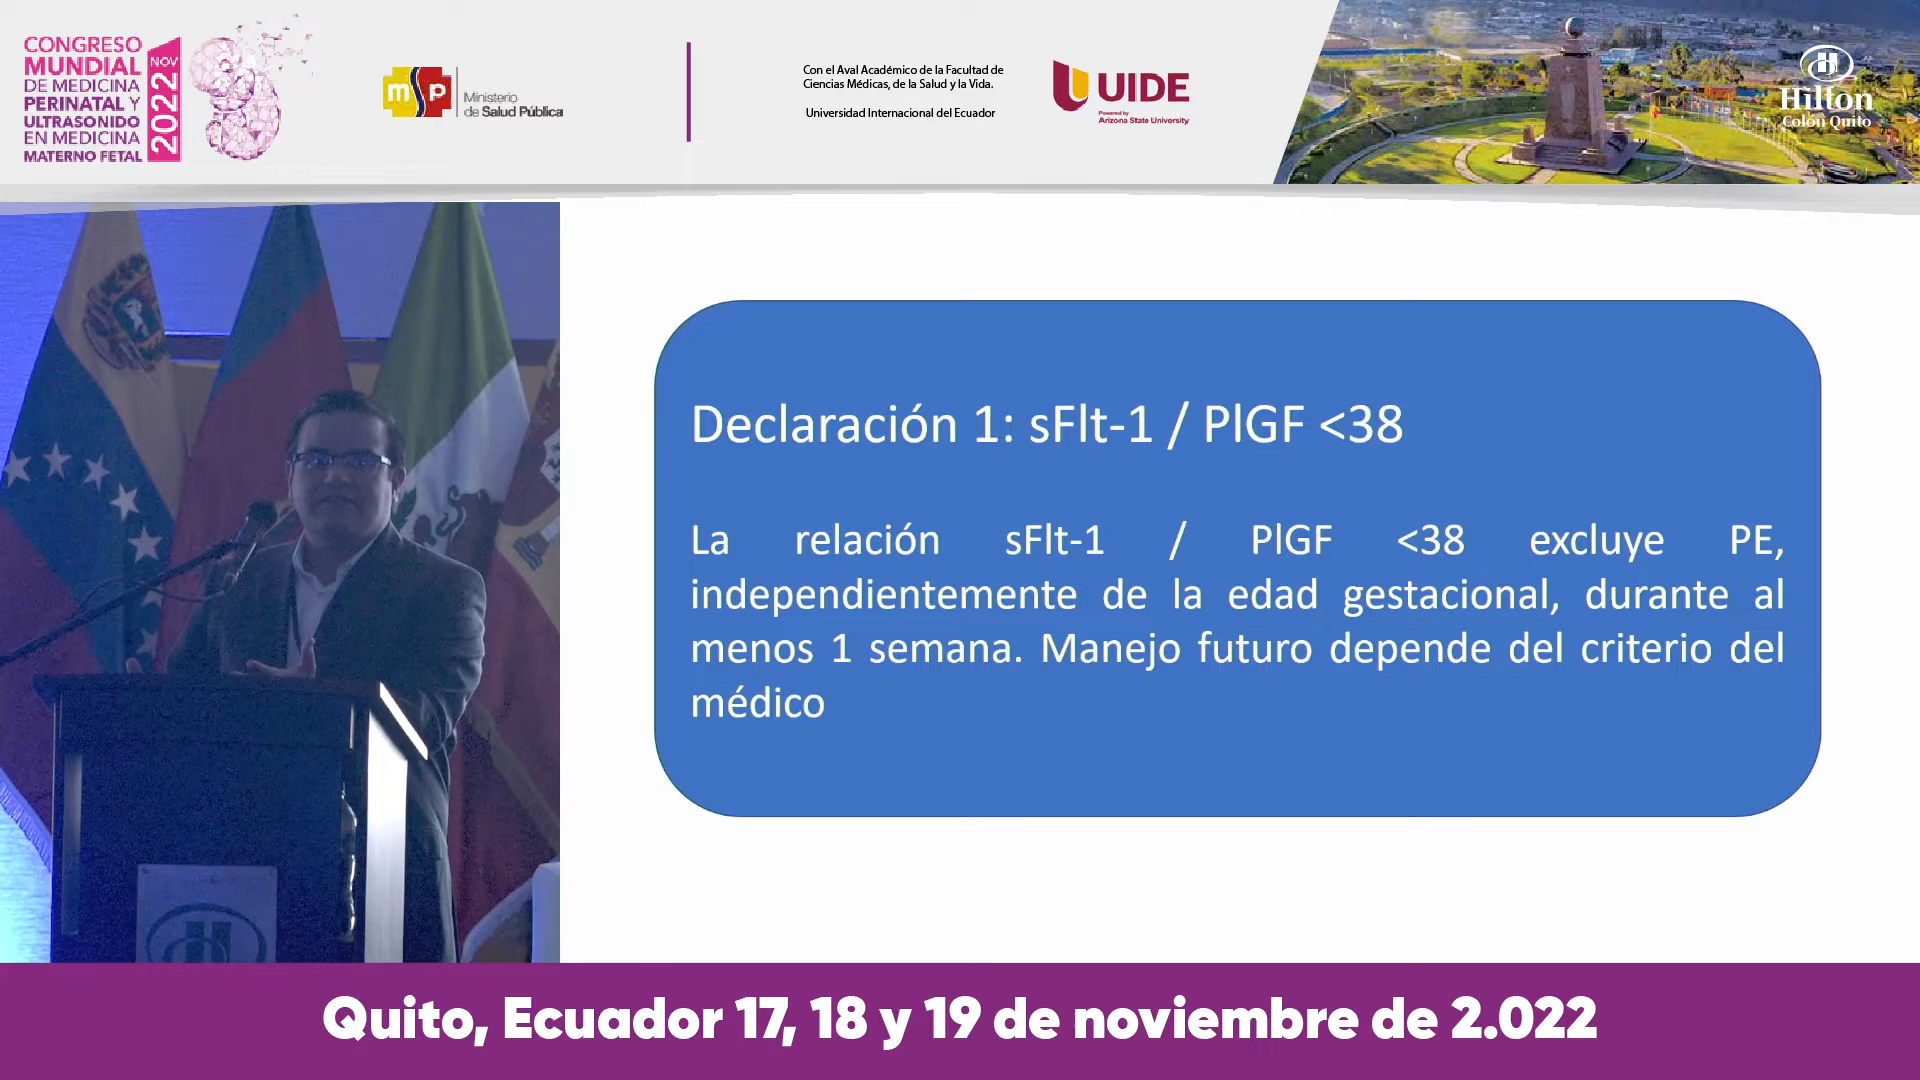 CONGRESO
MUNDIAL
DE MEDICINA
PERINATAL Y
ULTRASONIDO
EN MEDICINA
MATERNO FETAL
NOV
2022
msp
Ministerio
de Salud Pública
Con el Aval Académico de la Facultad de
Ciencias Médicas, de la Salud y la Vida.
Universidad Internacional del Ecuador
UIDE
Powered by
Arizona State University
Hilton
Colón Quito
Declaración 1: sFlt-1 / PlGF <38
La relación sFlt-1 / PlGF <38 excluye PE,
independientemente de la edad gestacional, durante al
menos 1 semana. Manejo futuro depende del criterio del
médico
Quito, Ecuador 17, 18 y 19 de noviembre de 2.022